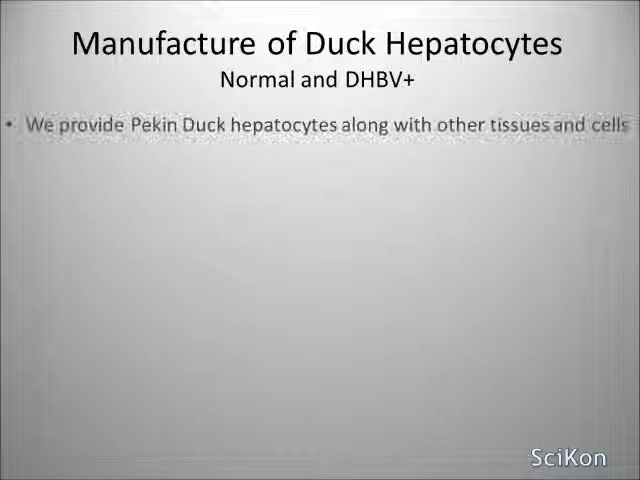 Manufacture of Duck Hepatocytes
Normal and DHBV+
• We provide Pekin Duck hepatocytes along with other tissues and cells
SciKon